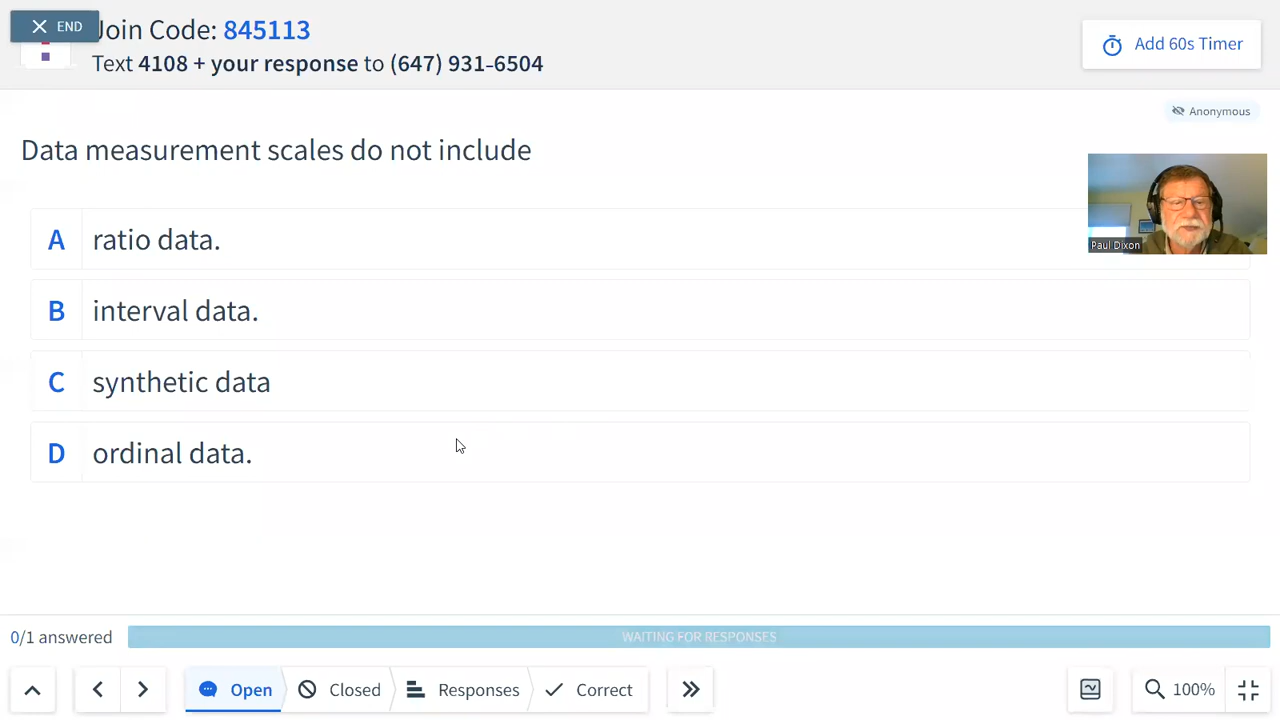 END
Join Code: 845113
Text 4108 + your response to (647) 931-6504
Add 60s Timer
Anonymous
Data measurement scales do not include
A ratio data.
B interval data.
C synthetic data
D ordinal data.
Paul Dixon
0/1 answered
WAITING FOR RESPONSES
Open
Closed
Responses
Correct
100%